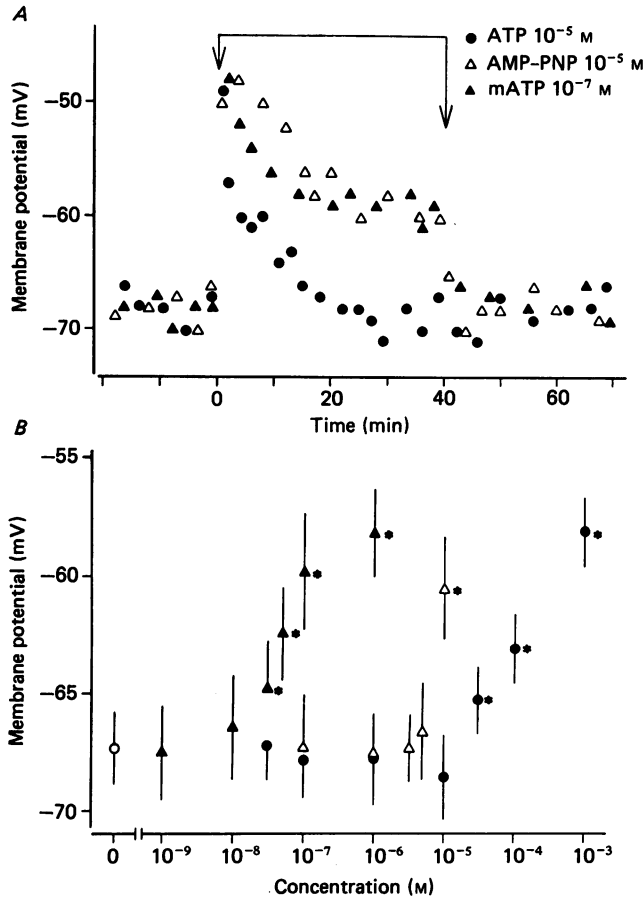 A
ATP 10⁻⁵ M
AMP–PNP 10⁻⁵ M
mATP 10⁻⁷ M
Membrane potential (mV)
−50
−60
−70
0
20
40
60
Time (min)
B
Membrane potential (mV)
−55
−60
−65
−70
0
10⁻⁹
10⁻⁸
10⁻⁷
10⁻⁶
10⁻⁵
10⁻⁴
10⁻³
Concentration (M)